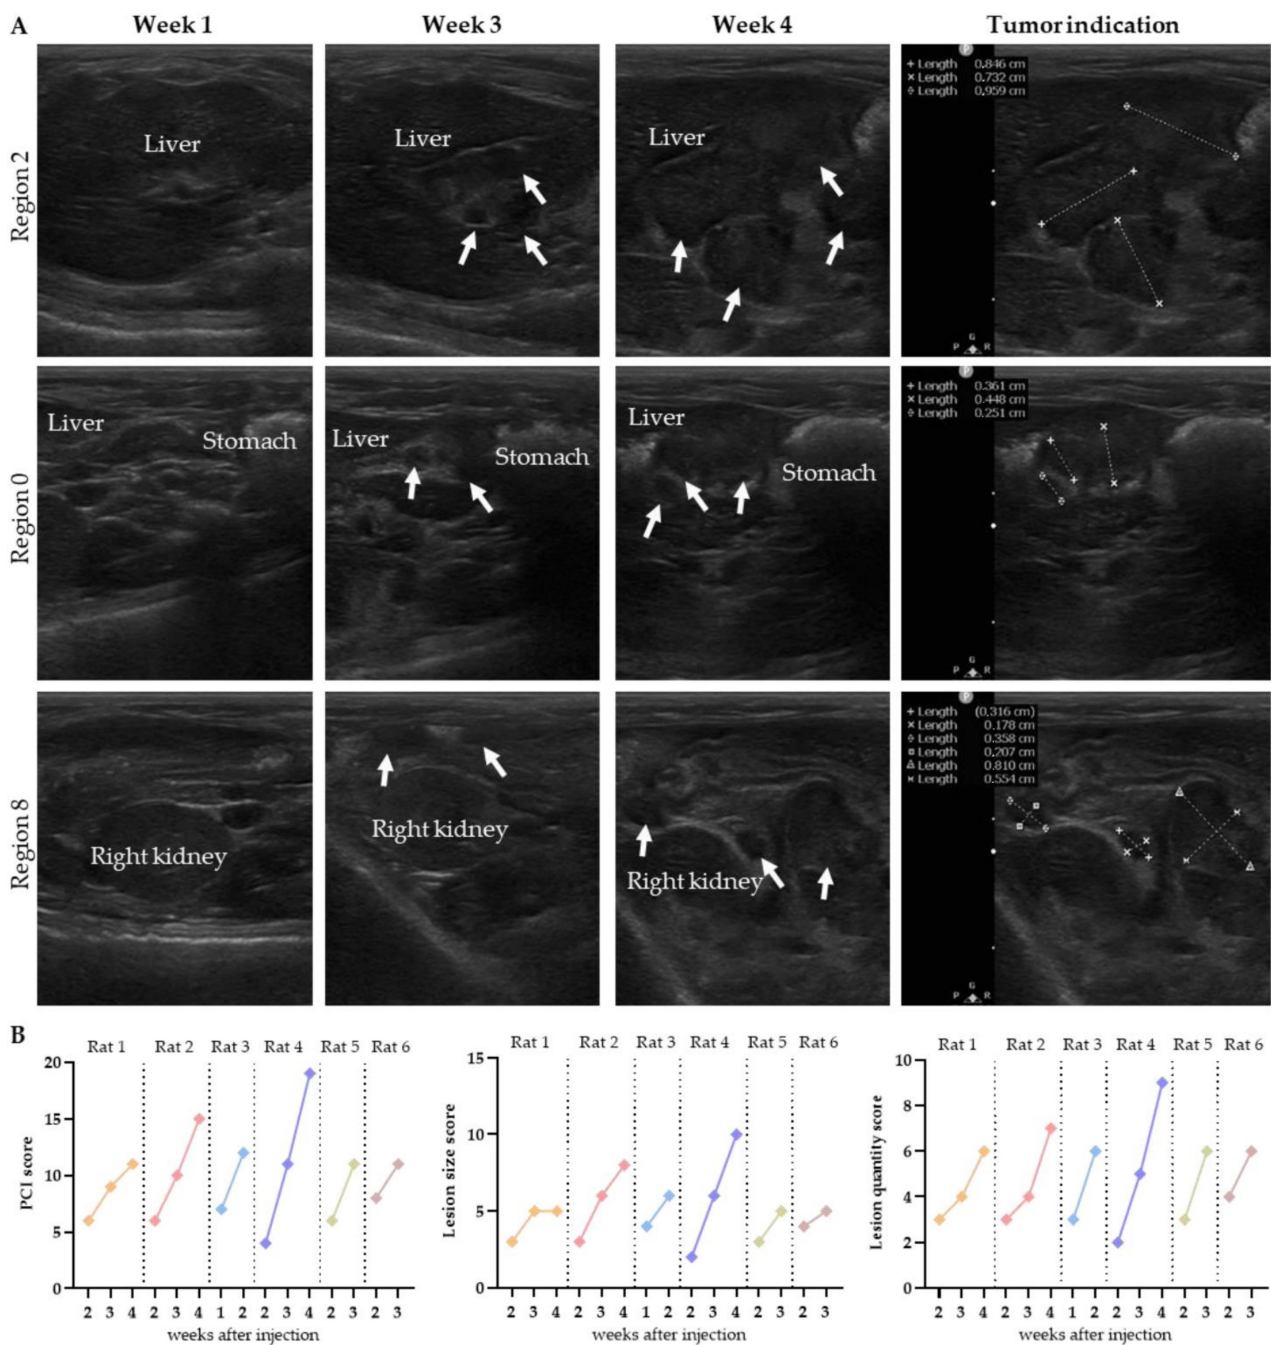 A
Week 1 Week 3 Week 4 Tumor indication
Region 2
Liver
Liver
Liver
P
+ Length 0.846 cm
× Length 0.732 cm
Length 0.959 cm
G
P R
Region 0
Liver
Stomach
Liver
Stomach
Liver
Stomach
P
+ Length 0.361 cm
× Length 0.448 cm
Length 0.251 cm
G
P R
Region 8
Right kidney
Right kidney
Right kidney
P
+ Length (0.316 cm)
× Length 0.178 cm
Length 0.358 cm
Length 0.207 cm
Length 0.810 cm
Length 0.554 cm
G
P R
B
Rat 1 Rat 2 Rat 3 Rat 4 Rat 5 Rat 6
PCI score
20
15
10
5
0
2 3 4 2 3 4 1 2 2 3 4 2 3 2 3
weeks after injection
Rat 1 Rat 2 Rat 3 Rat 4 Rat 5 Rat 6
Lesion size score
15
10
5
0
2 3 4 2 3 4 1 2 2 3 4 2 3 2 3
weeks after injection
Rat 1 Rat 2 Rat 3 Rat 4 Rat 5 Rat 6
Lesion quantity score
10
8
6
4
2
0
2 3 4 2 3 4 1 2 2 3 4 2 3 2 3
weeks after injection